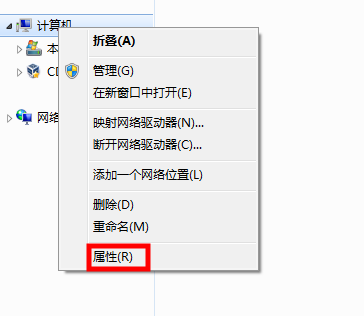 计算机
折叠(A)
本
管理(G)
CD
在新窗口中打开(E)
网络
映射网络驱动器(N)...
断开网络驱动器(C)...
添加一个网络位置(L)
删除(D)
重命名(M)
属性(R)